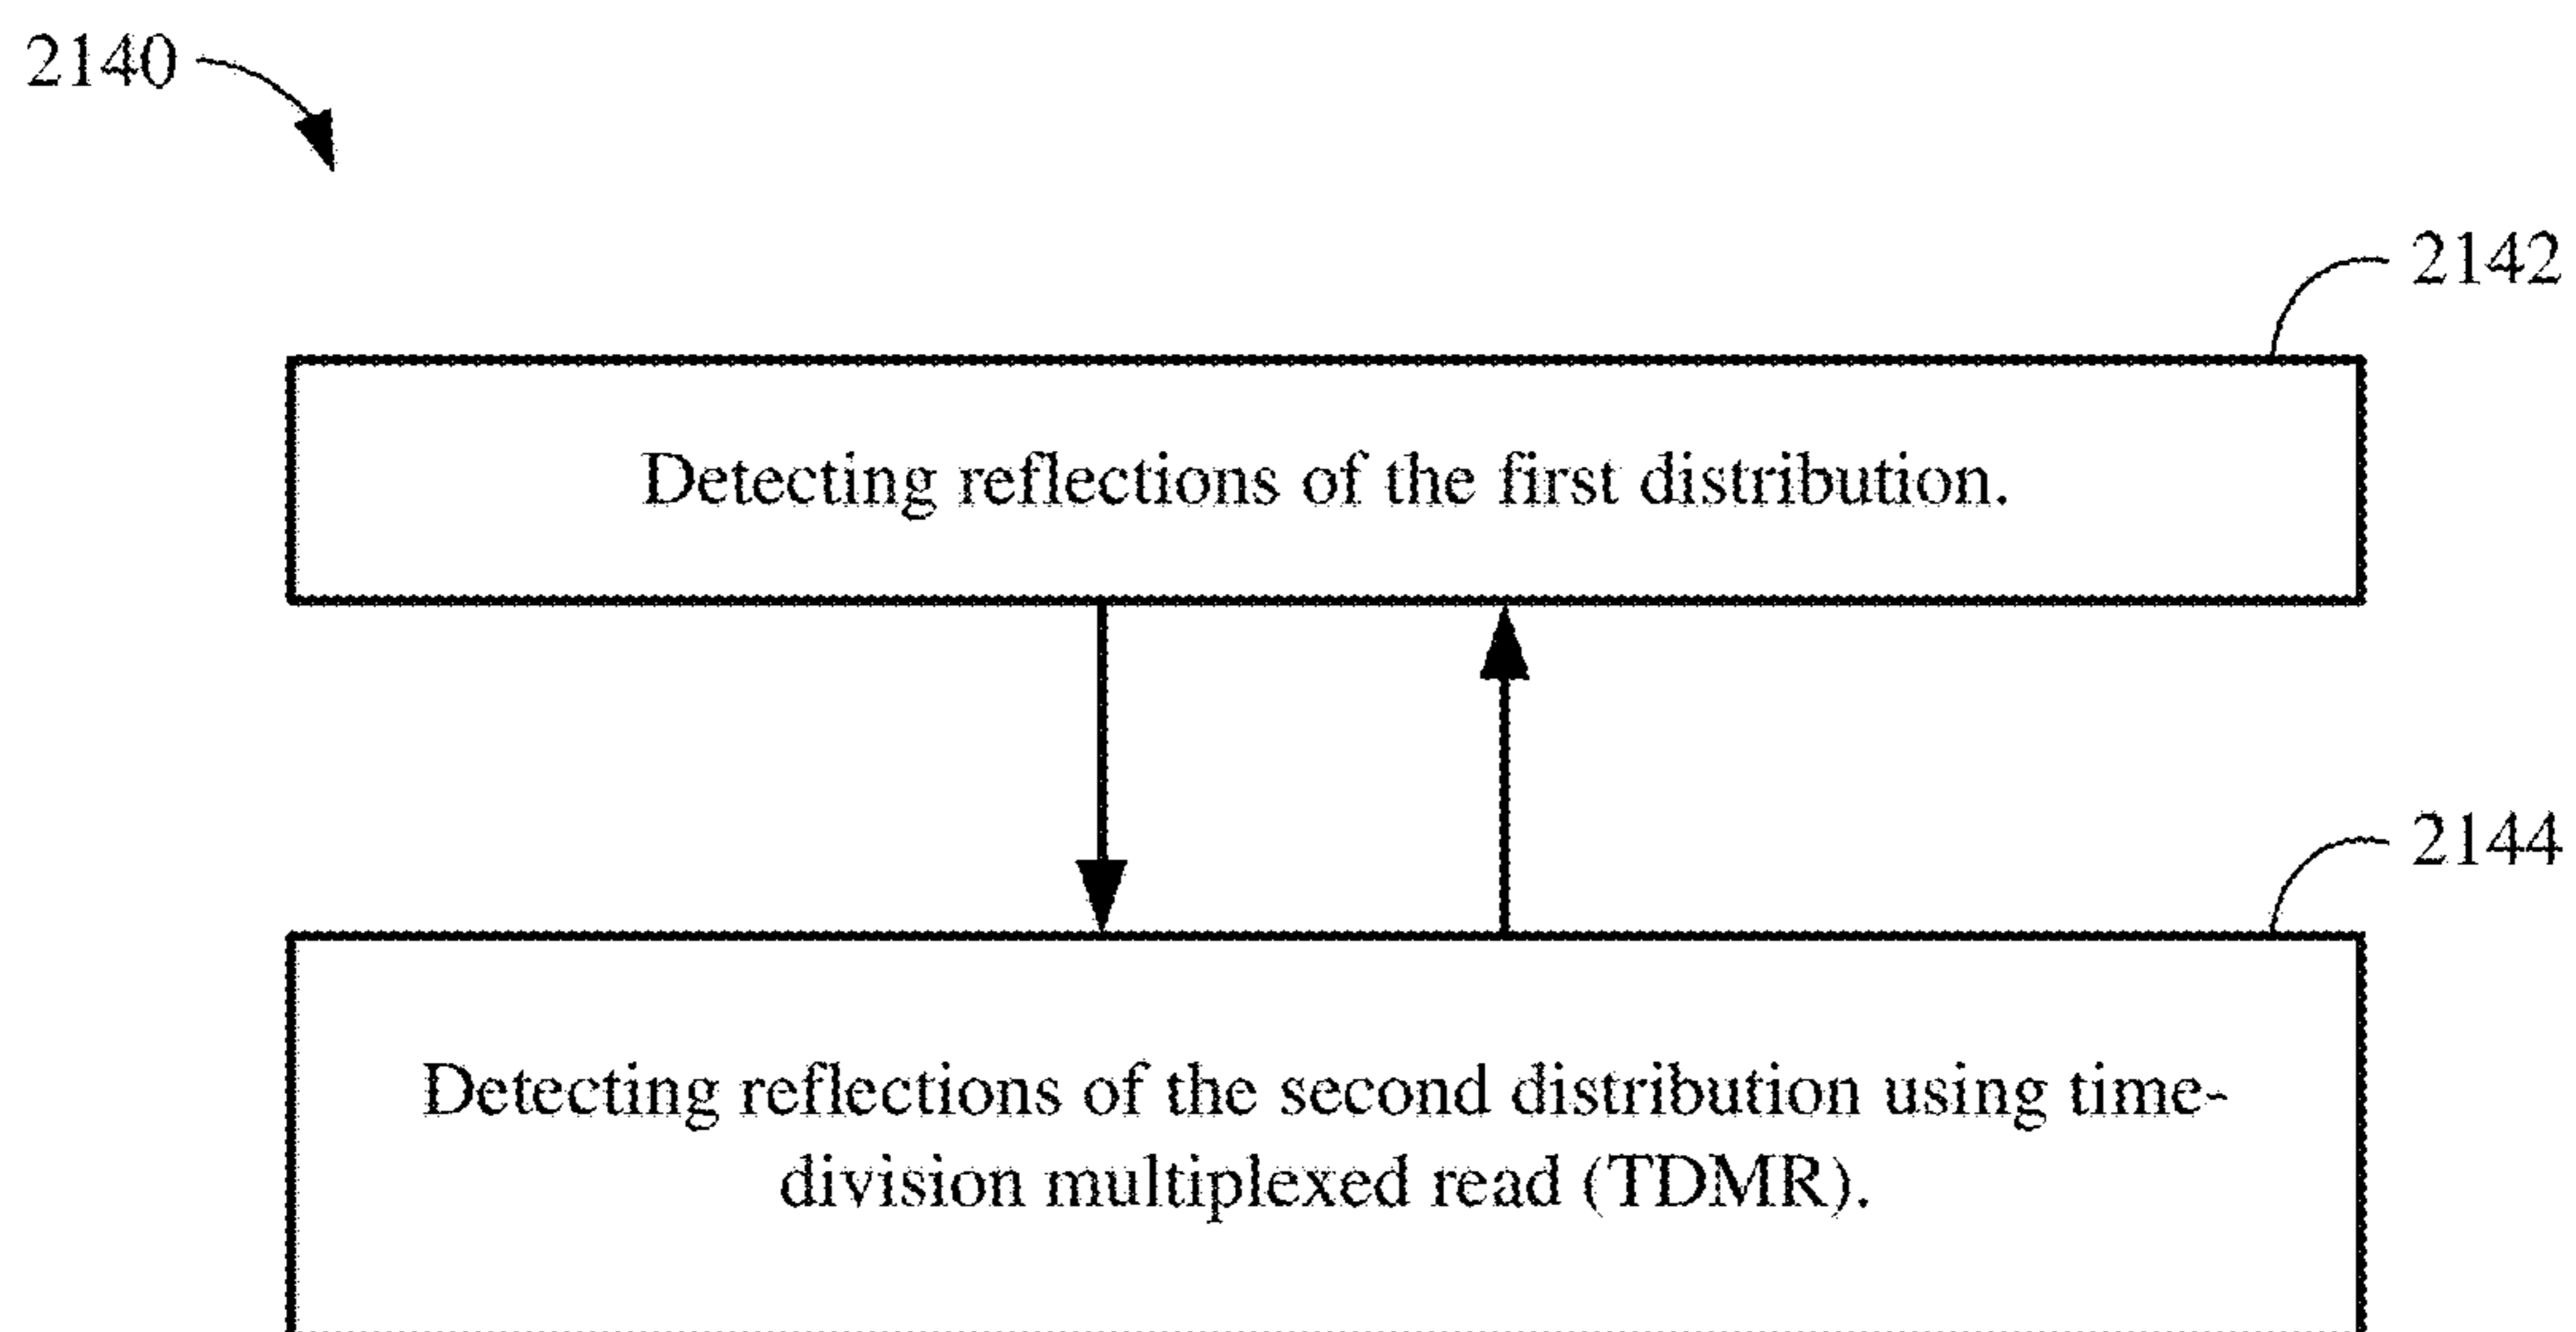 2140
2142
Detecting reflections of the first distribution.
2144
Detecting reflections of the second distribution using time-
division multiplexed read (TDMR).